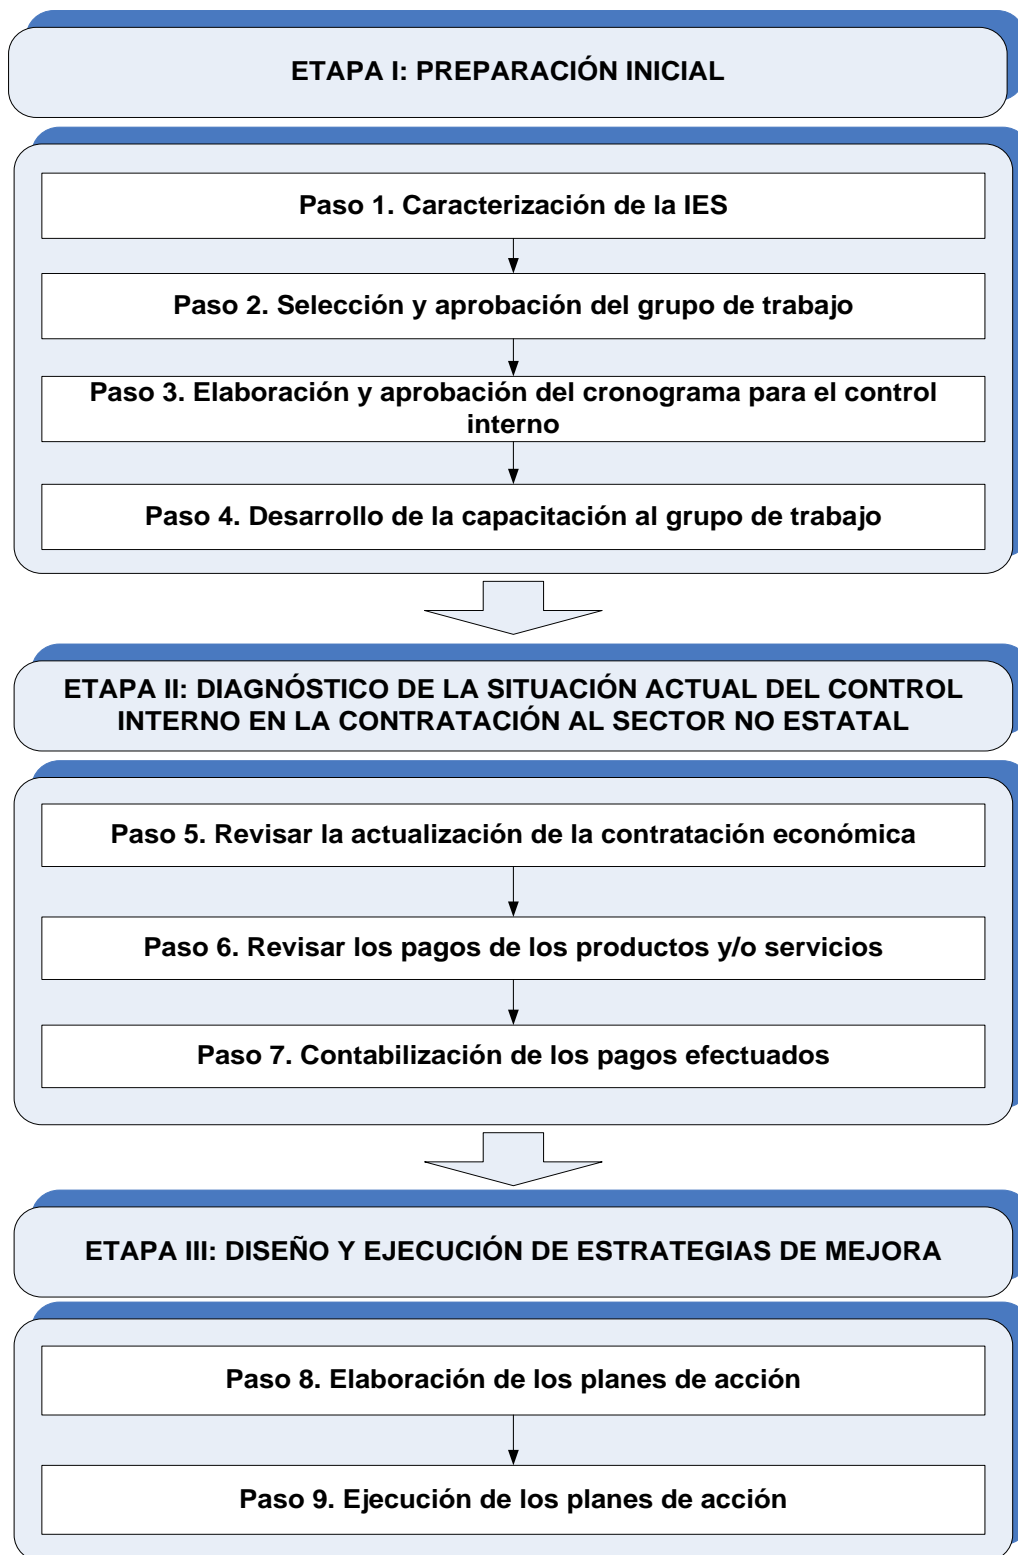 ETAPA I: PREPARACIÓN INICIAL
Paso 1. Caracterización de la IES
Paso 2. Selección y aprobación del grupo de trabajo
Paso 3. Elaboración y aprobación del cronograma para el control
interno
Paso 4. Desarrollo de la capacitación al grupo de trabajo
ETAPA II: DIAGNÓSTICO DE LA SITUACIÓN ACTUAL DEL CONTROL
INTERNO EN LA CONTRATACIÓN AL SECTOR NO ESTATAL
Paso 5. Revisar la actualización de la contratación económica
Paso 6. Revisar los pagos de los productos y/o servicios
Paso 7. Contabilización de los pagos efectuados
ETAPA III: DISEÑO Y EJECUCIÓN DE ESTRATEGIAS DE MEJORA
Paso 8. Elaboración de los planes de acción
Paso 9. Ejecución de los planes de acción